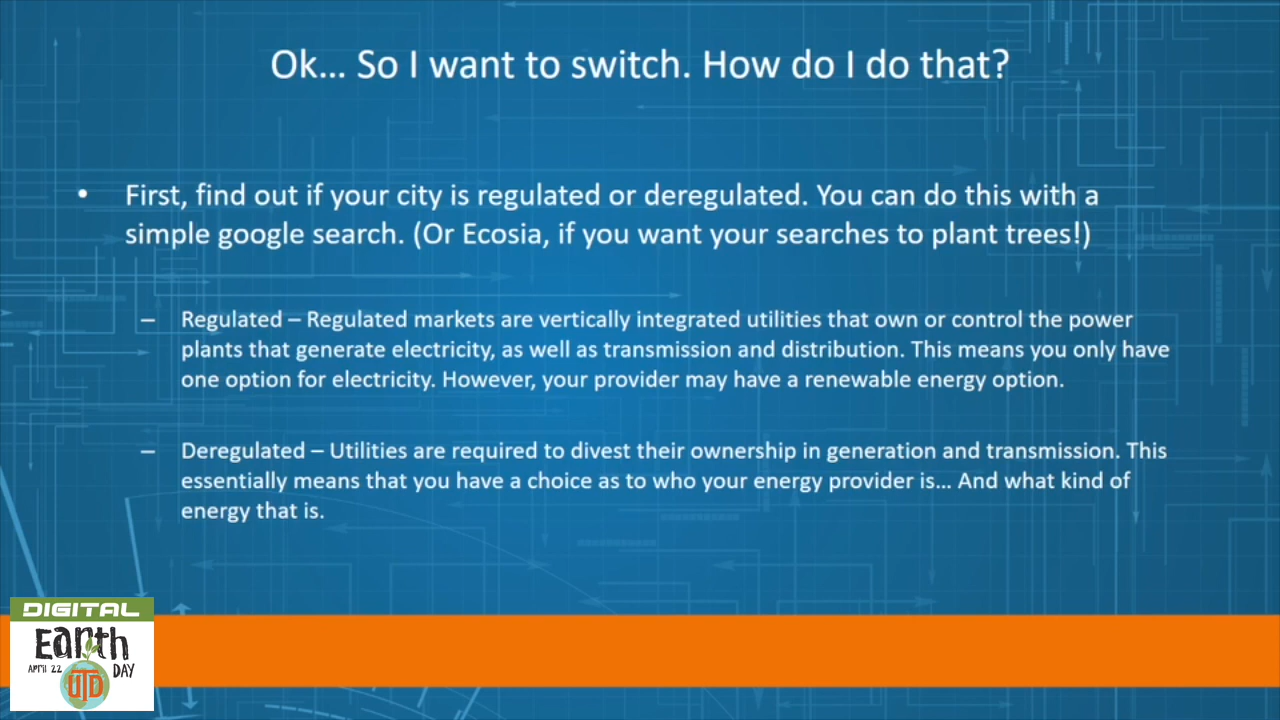 Ok... So I want to switch. How do I do that?
• First, find out if your city is regulated or deregulated. You can do this with a
simple google search. (Or Ecosia, if you want your searches to plant trees!)
– Regulated – Regulated markets are vertically integrated utilities that own or control the power
plants that generate electricity, as well as transmission and distribution. This means you only have
one option for electricity. However, your provider may have a renewable energy option.
– Deregulated – Utilities are required to divest their ownership in generation and transmission. This
essentially means that you have a choice as to who your energy provider is... And what kind of
energy that is.
DIGITAL
Earth
APRIL 22 DAY
UTD